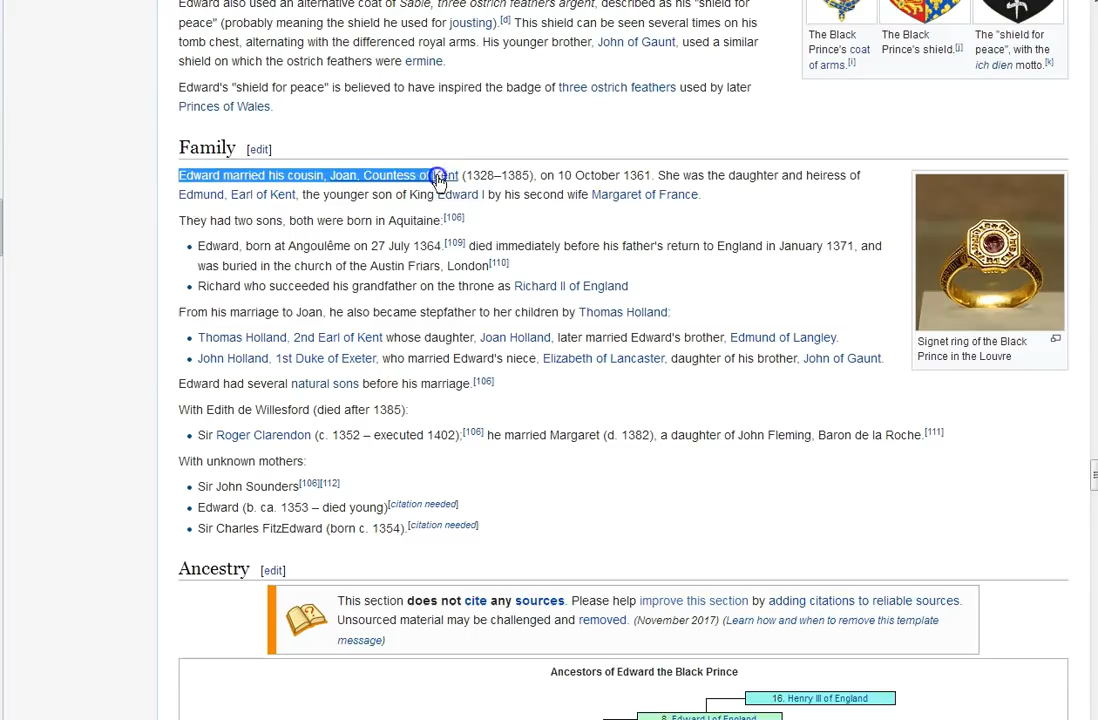 Edward also used an alternative coat of Sable, three ostrich feathers argent, described as his "shield for
peace" (probably meaning the shield he used for jousting).[d] This shield can be seen several times on his
tomb chest, alternating with the differenced royal arms. His younger brother, John of Gaunt, used a similar
shield on which the ostrich feathers were ermine.
Edward's "shield for peace" is believed to have inspired the badge of three ostrich feathers used by later
Princes of Wales.
The Black
Prince's coat
of arms.[i]
The Black
Prince's shield.[j]
The "shield for
peace", with the
ich dien motto.[k]
Family [edit]
Edward married his cousin, Joan, Countess of Kent (1328–1385), on 10 October 1361. She was the daughter and heiress of
Edmund, Earl of Kent, the younger son of King Edward I by his second wife Margaret of France.
They had two sons, both were born in Aquitaine:[106]
• Edward, born at Angoulême on 27 July 1364,[109] died immediately before his father's return to England in January 1371, and
was buried in the church of the Austin Friars, London[110]
• Richard who succeeded his grandfather on the throne as Richard II of England
From his marriage to Joan, he also became stepfather to her children by Thomas Holland:
• Thomas Holland, 2nd Earl of Kent whose daughter, Joan Holland, later married Edward's brother, Edmund of Langley.
• John Holland, 1st Duke of Exeter, who married Edward's niece, Elizabeth of Lancaster, daughter of his brother, John of Gaunt.
Signet ring of the Black
Prince in the Louvre
Edward had several natural sons before his marriage.[106]
With Edith de Willesford (died after 1385):
• Sir Roger Clarendon (c. 1352 – executed 1402);[106] he married Margaret (d. 1382), a daughter of John Fleming, Baron de la Roche.[111]
With unknown mothers:
• Sir John Sounders[106][112]
• Edward (b. ca. 1353 – died young)[citation needed]
• Sir Charles FitzEdward (born c. 1354).[citation needed]
Ancestry [edit]
This section does not cite any sources. Please help improve this section by adding citations to reliable sources.
Unsourced material may be challenged and removed. (November 2017) (Learn how and when to remove this template
message)
Ancestors of Edward the Black Prince
16. Henry III of England
8. Edward I of England